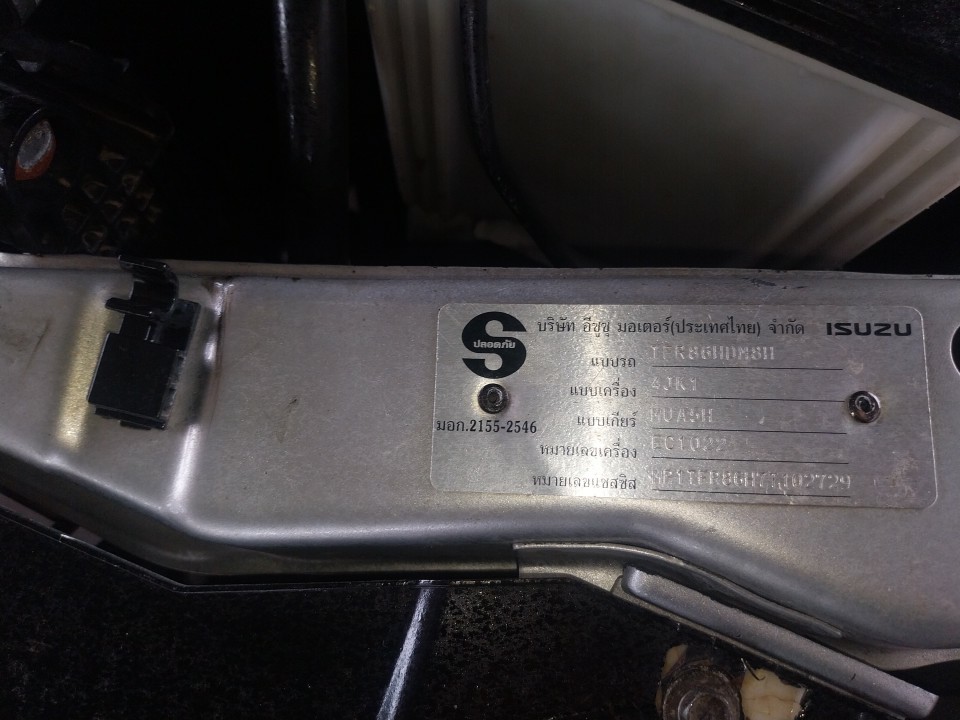 บริษัท อีซูซุ มอเตอร์(ประเทศไทย) จำกัด ISUZU
S
ปลอดภัย
มอก.2155-2546
แบบรถ TFR86HDM8H
แบบเครื่อง 4JK1
แบบเกียร์ MUA5H
หมายเลขเครื่อง
หมายเลขแชสซิส